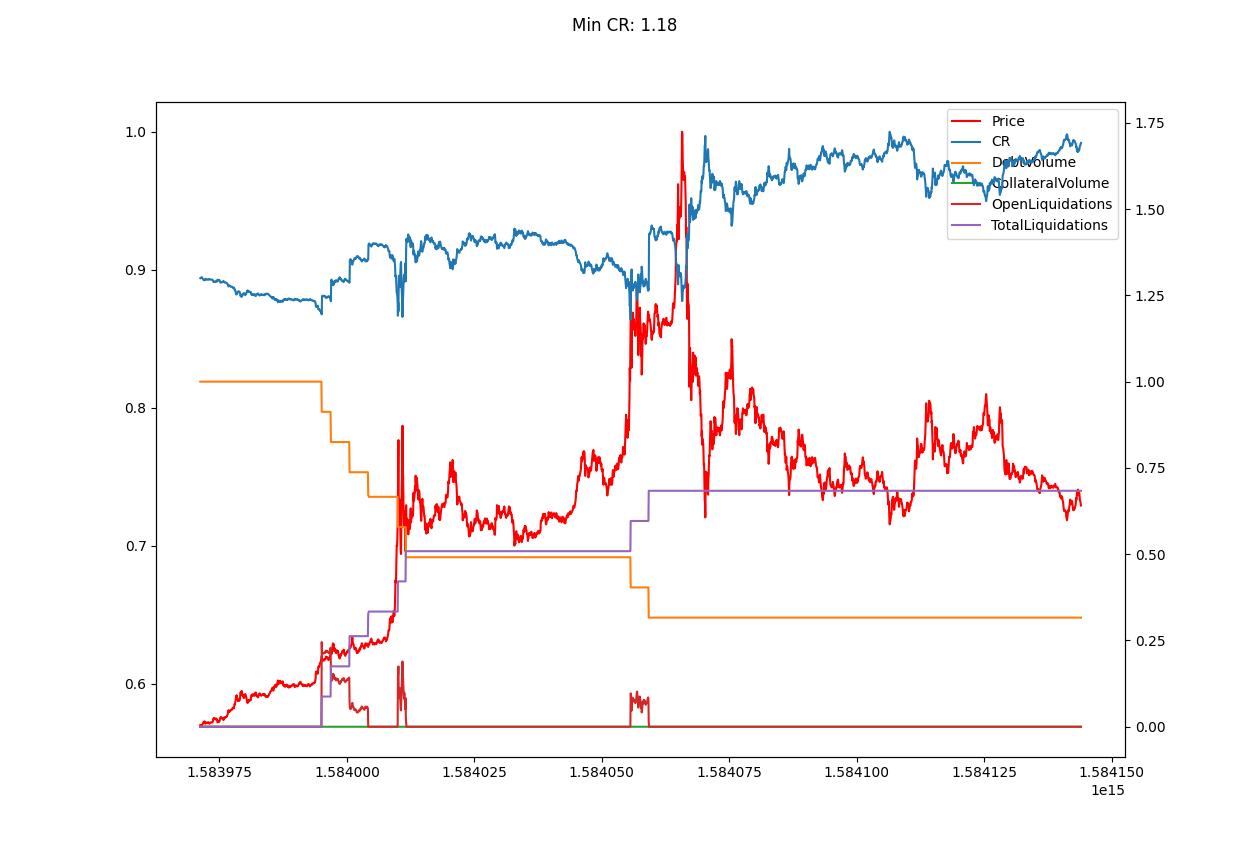 Min CR: 1.18
1.0
0.9
0.8
0.7
0.6
1.75
1.50
1.25
1.00
0.75
0.50
0.25
0.00
Price
CR
DebtVolume
CollateralVolume
OpenLiquidations
TotalLiquidations
1.583975 1.584000 1.584025 1.584050 1.584075 1.584100 1.584125 1.584150
1e15